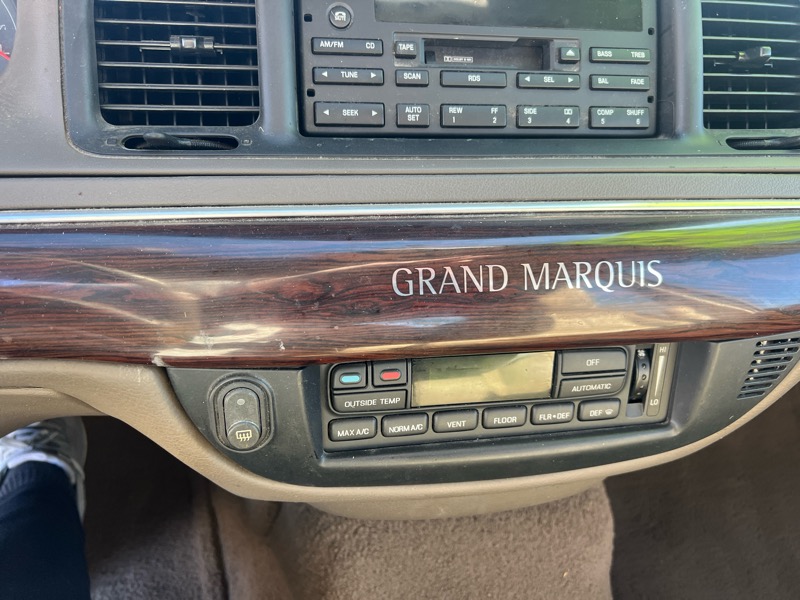 MUTE
AM/FM CD
TAPE
BASS TREB
◄ TUNE ►
SCAN
RDS
◄ SEL ►
BAL FADE
◄ SEEK ►
AUTO SET
REW 1
FF 2
SIDE 3
4
COMP 5
SHUFF 6
GRAND MARQUIS
OUTSIDE TEMP
OFF
AUTOMATIC
HI
LO
MAX A/C
NORM A/C
VENT
FLOOR
FLR•DEF
DEF